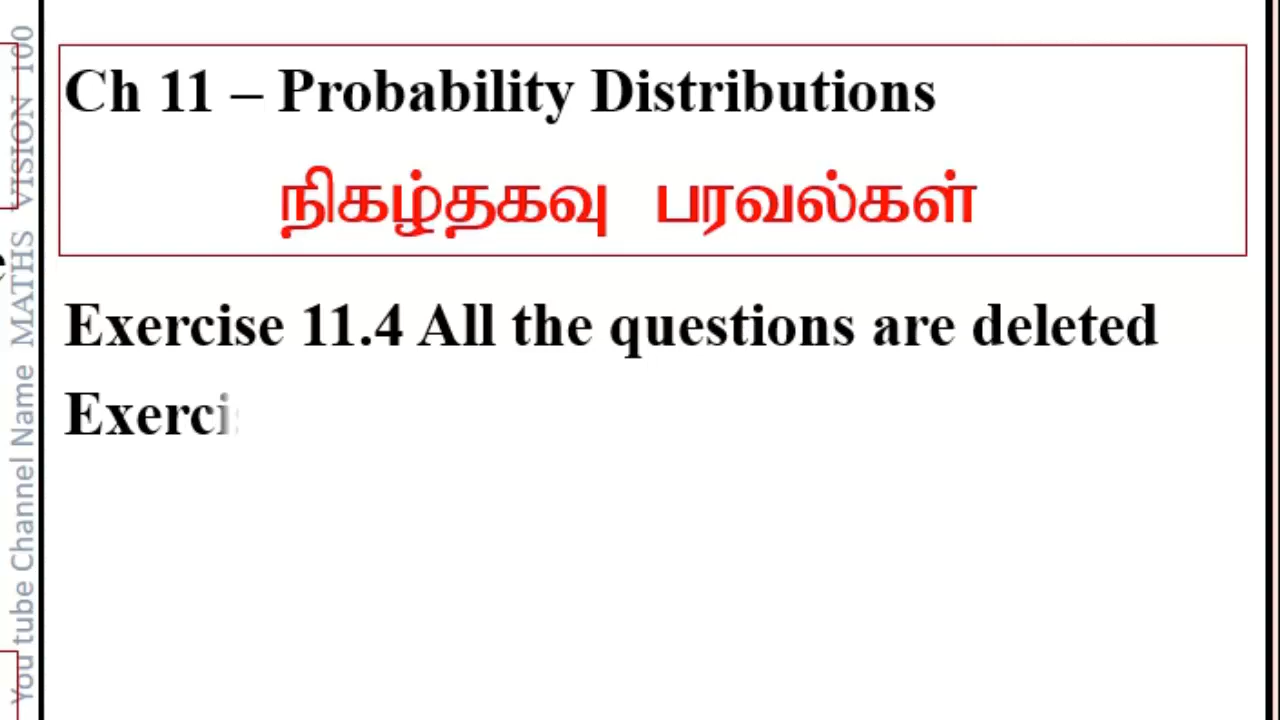 Ch 11 – Probability Distributions
நிகழ்தகவு பரவல்கள்
Exercise 11.4 All the questions are deleted
Exerci
You tube Channel Name MATHS VISION 100